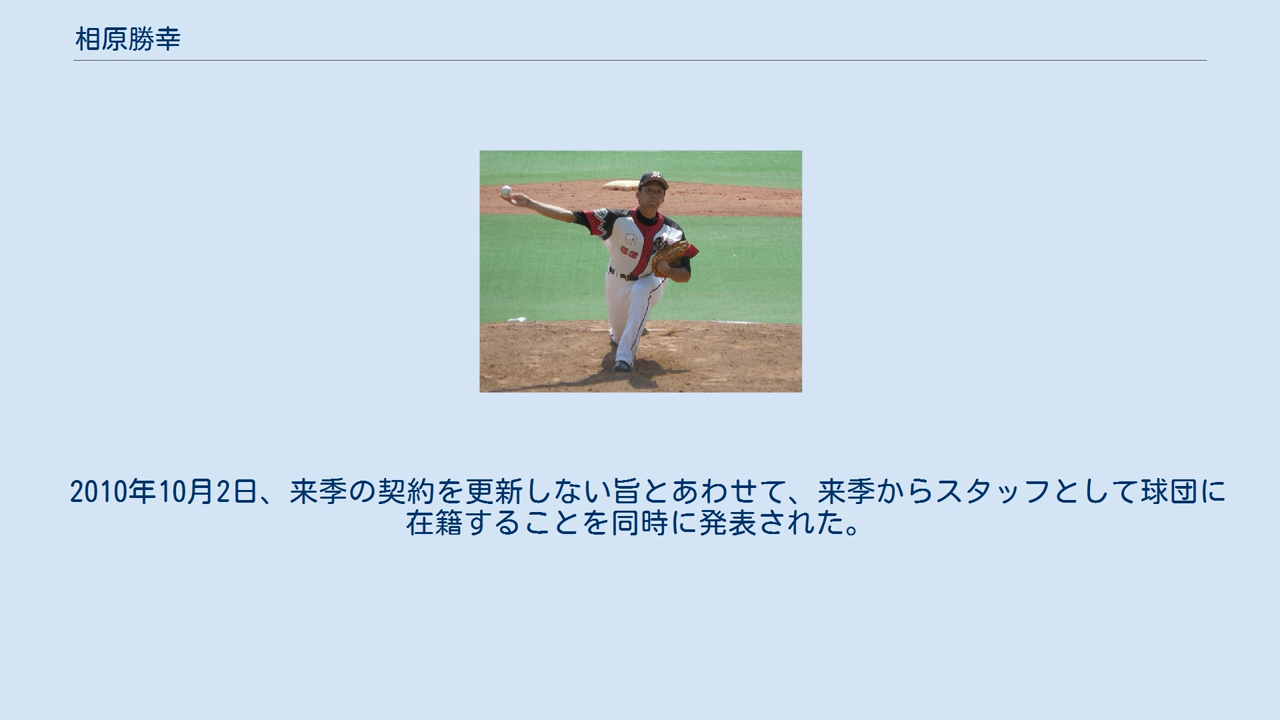 相原勝幸
2010年10月2日、来季の契約を更新しない旨とあわせて、来季からスタッフとして球団に
在籍することを同時に発表された。